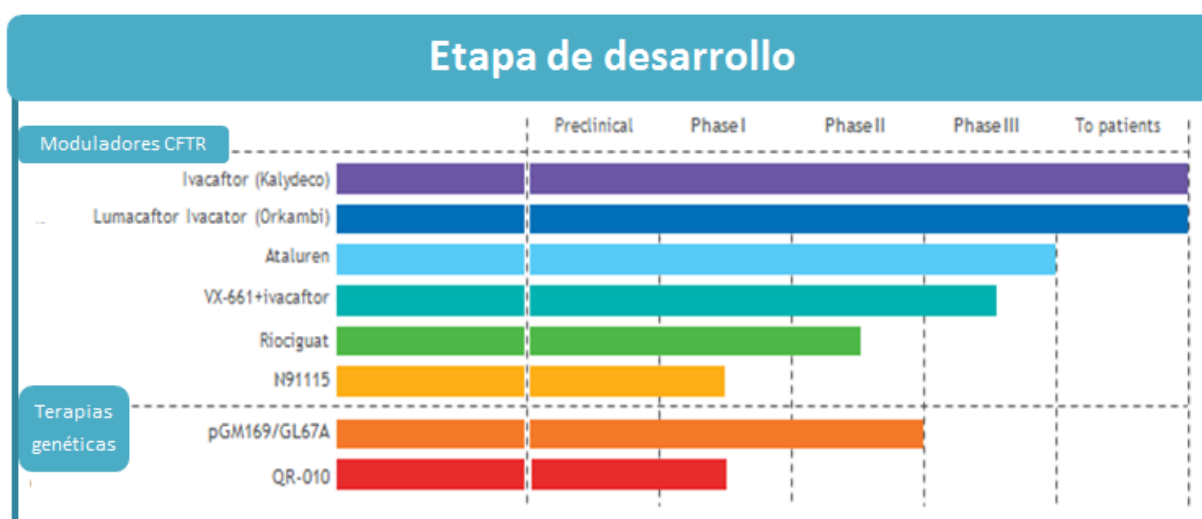 Etapa de desarrollo
Preclinical Phase I Phase II Phase III To patients
Moduladores CFTR
Ivacaftor (Kalydeco)
Lumacaftor Ivacator (Orkambi)
Ataluren
VX-661+ivacaftor
Riociguat
N91115
Terapias
genéticas
pGM169/GL67A
QR-010